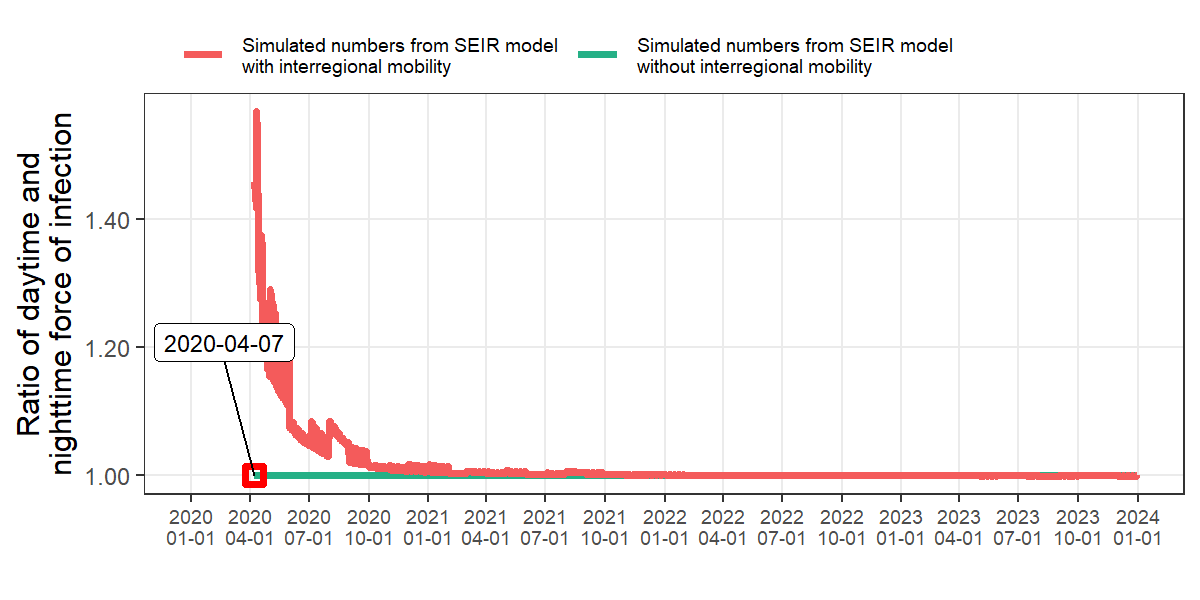 Simulated numbers from SEIR model
with interregional mobility
Simulated numbers from SEIR model
without interregional mobility
Ratio of daytime and
nighttime force of infection
1.40
1.20
1.00
2020-04-07
2020 2020 2020 2020 2021 2021 2021 2021 2022 2022 2022 2022 2023 2023 2023 2023 2024
01-01 04-01 07-01 10-01 01-01 04-01 07-01 10-01 01-01 04-01 07-01 10-01 01-01 04-01 07-01 10-01 01-01